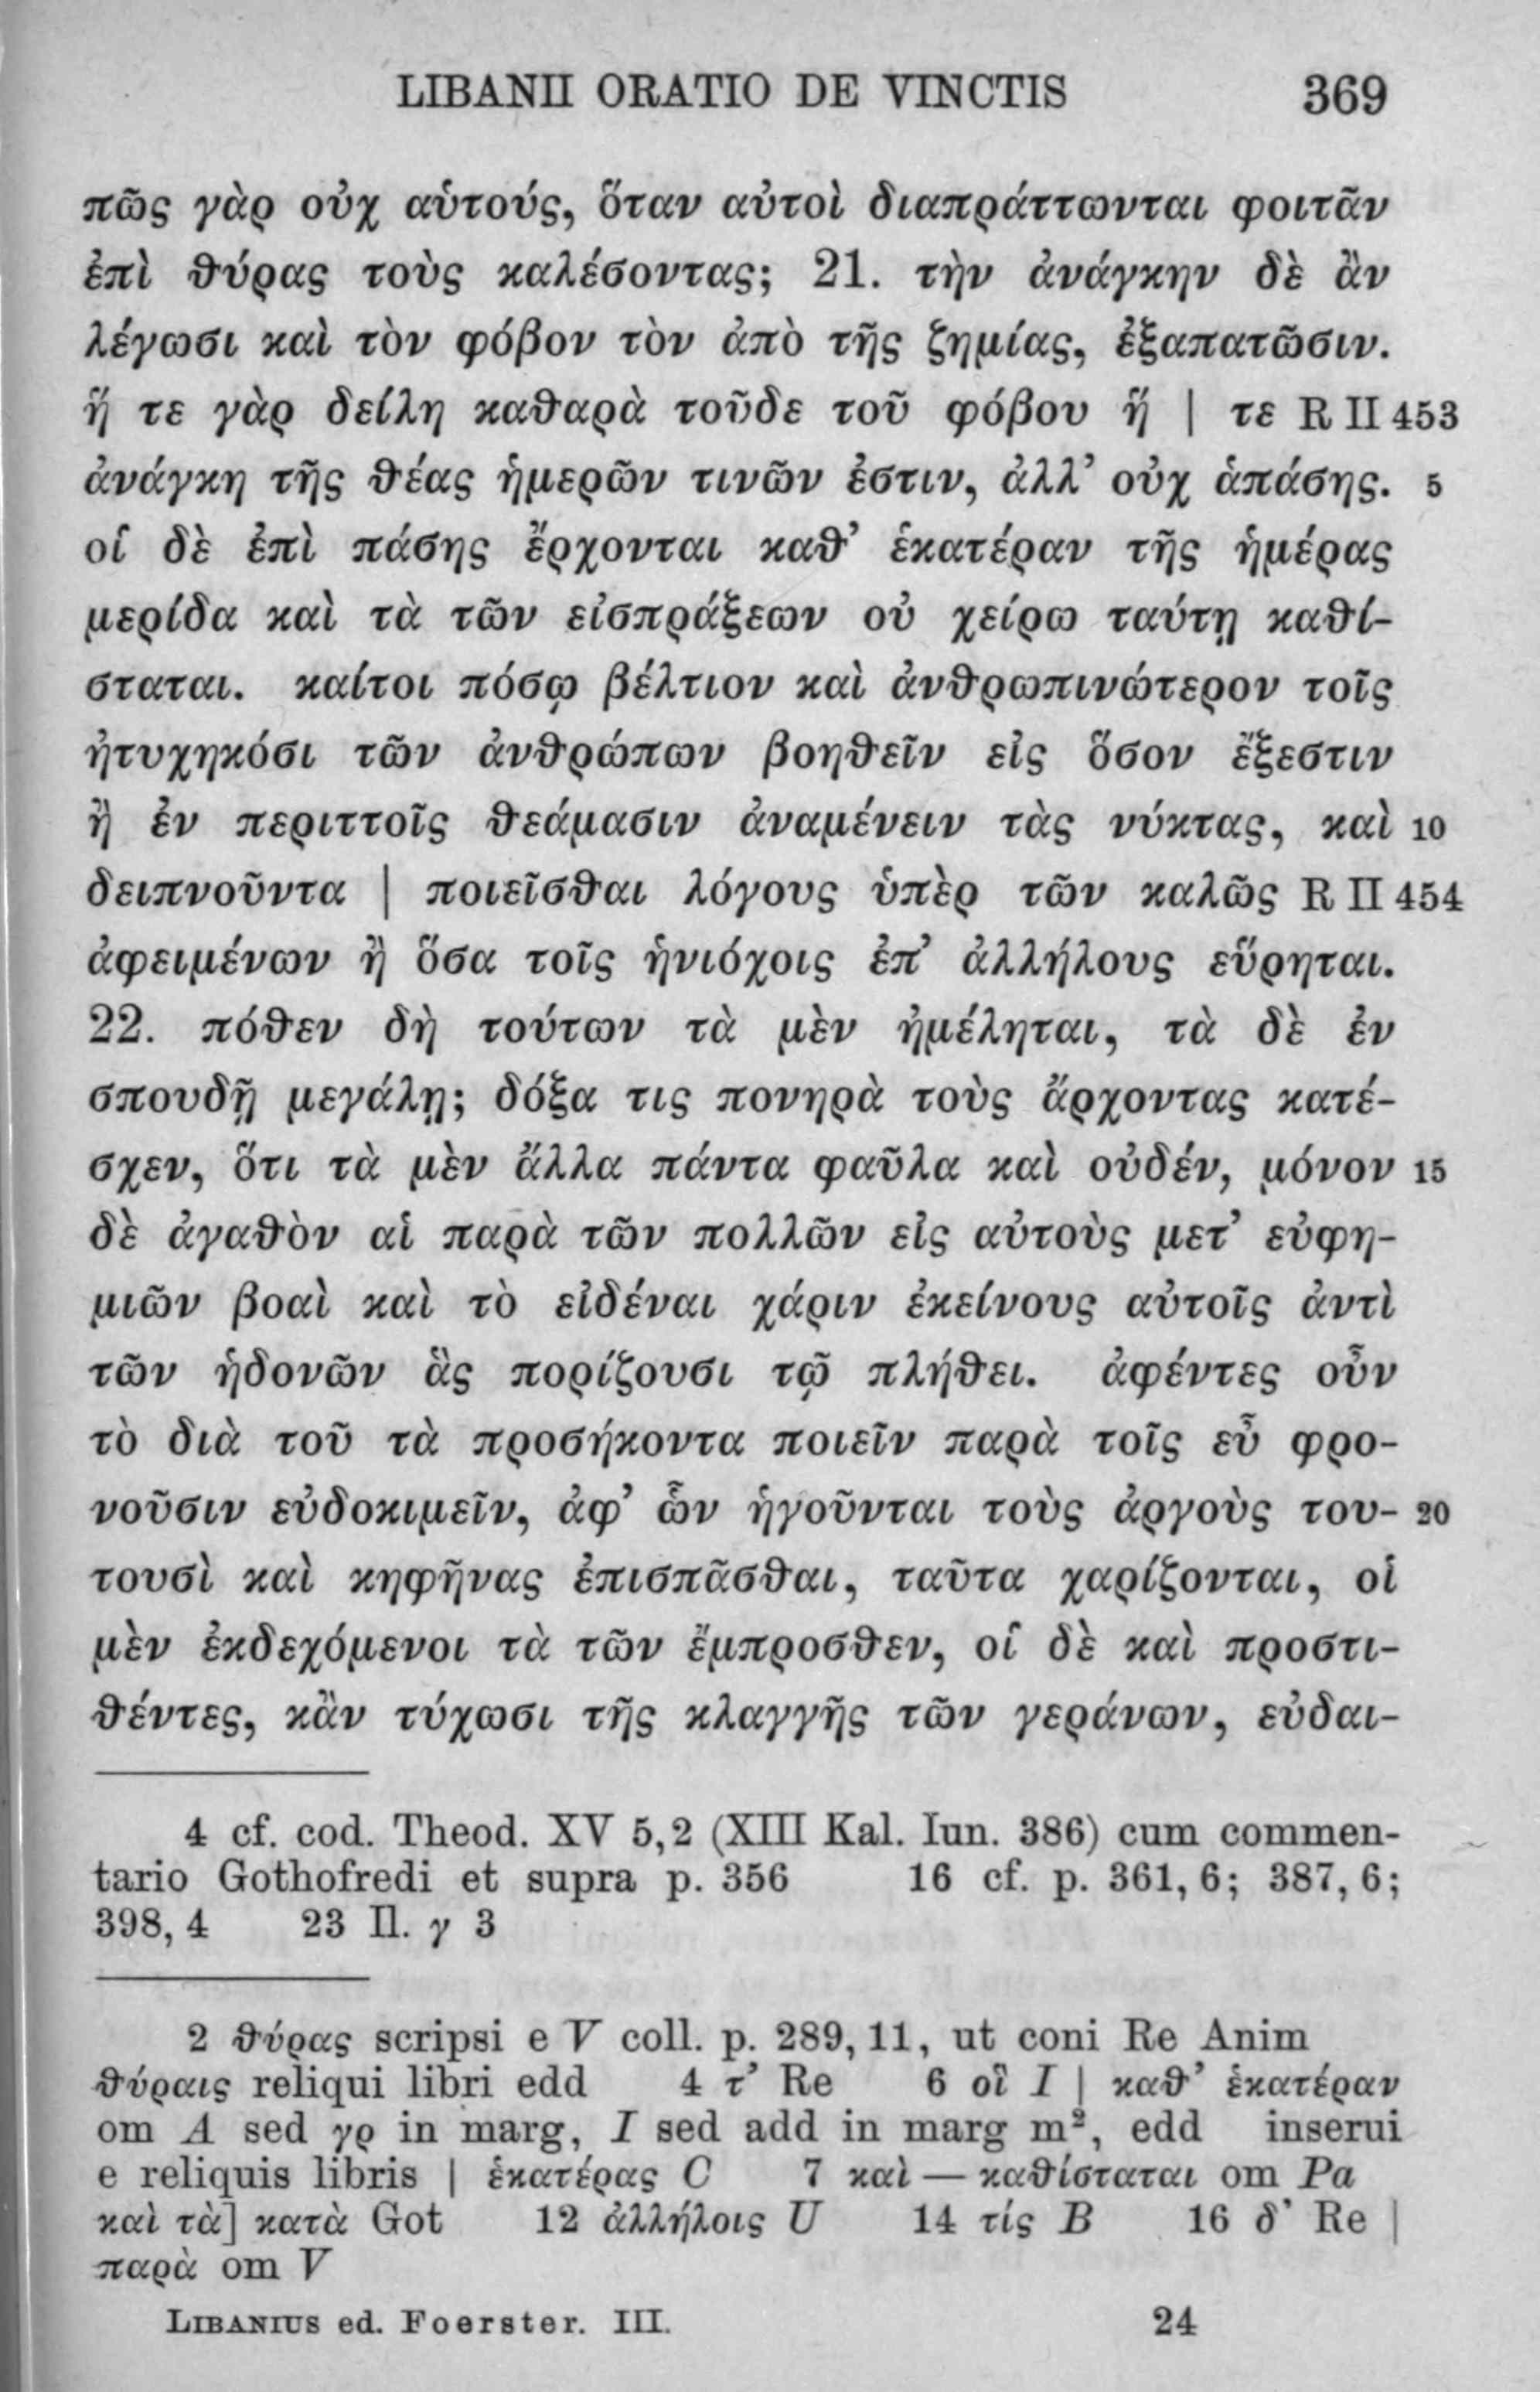 LIBANII ORATIO DE VINCTIS 369
πῶς γὰρ οὐχ αὑτούς, ὅταν αὐτοὶ διαπράττωνται φοιτᾶν
ἐπὶ θύρας τοὺς καλέσοντας; 21. τὴν ἀνάγκην δὲ ἂν
λέγωσι καὶ τὸν φόβον τὸν ἀπὸ τῆς ζημίας, ἐξαπατῶσιν.
ἥ τε γὰρ δείλη καθαρὰ τοῦδε τοῦ φόβου ἥ | τε R II 453
ἀνάγκη τῆς θέας ἡμερῶν τινῶν ἐστιν, ἀλλ’ οὐχ ἁπάσης. 5
οἱ δὲ ἐπὶ πάσης ἔρχονται καθ’ ἑκατέραν τῆς ἡμέρας
μερίδα καὶ τὰ τῶν εἰσπράξεων οὐ χείρω ταύτῃ καθί-
σταται. καίτοι πόσῳ βέλτιον καὶ ἀνθρωπινώτερον τοῖς
ἠτυχηκόσι τῶν ἀνθρώπων βοηθεῖν εἰς ὅσον ἔξεστιν
ἢ ἐν περιττοῖς θεάμασιν ἀναμένειν τὰς νύκτας, καὶ 10
δειπνοῦντα | ποιεῖσθαι λόγους ὑπὲρ τῶν καλῶς R II 454
ἀφειμένων ἢ ὅσα τοῖς ἡνιόχοις ἐπ’ ἀλλήλους εὕρηται.
22. πόθεν δὴ τούτων τὰ μὲν ἠμέληται, τὰ δὲ ἐν
σπουδῇ μεγάλῃ; δόξα τις πονηρὰ τοὺς ἄρχοντας κατέ-
σχεν, ὅτι τὰ μὲν ἄλλα πάντα φαῦλα καὶ οὐδέν, μόνον 15
δὲ ἀγαθὸν αἱ παρὰ τῶν πολλῶν εἰς αὐτοὺς μετ’ εὐφη-
μιῶν βοαὶ καὶ τὸ εἰδέναι χάριν ἐκείνους αὐτοῖς ἀντὶ
τῶν ἡδονῶν ἃς πορίζουσι τῷ πλήθει. ἀφέντες οὖν
τὸ διὰ τοῦ τὰ προσήκοντα ποιεῖν παρὰ τοῖς εὖ φρο-
νοῦσιν εὐδοκιμεῖν, ἀφ’ ὧν ἡγοῦνται τοὺς ἀργοὺς του- 20
τουσὶ καὶ κηφῆνας ἐπισπᾶσθαι, ταῦτα χαρίζονται, οἱ
μὲν ἐκδεχόμενοι τὰ τῶν ἔμπροσθεν, οἱ δὲ καὶ προστι-
θέντες, κἂν τύχωσι τῆς κλαγγῆς τῶν γεράνων, εὐδαι-
4 cf. cod. Theod. XV 5,2 (XIII Kal. Iun. 386) cum commen-
tario Gothofredi et supra p. 356 16 cf. p. 361, 6; 387, 6;
398, 4 23 Il. γ 3
2 θύρας scripsi e V coll. p. 289, 11, ut coni Re Anim
θύραις reliqui libri edd 4 τ’ Re 6 οἳ I | καθ’ ἑκατέραν
om A sed γρ in marg, I sed add in marg m², edd inserui
e reliquis libris | ἑκατέρας C 7 καὶ — καθίσταται om Pa
καὶ τὰ] κατὰ Got 12 ἀλλήλοις U 14 τίς B 16 δ’ Re |
παρὰ om V
LIBANIUS ed. Foerster. III. 24